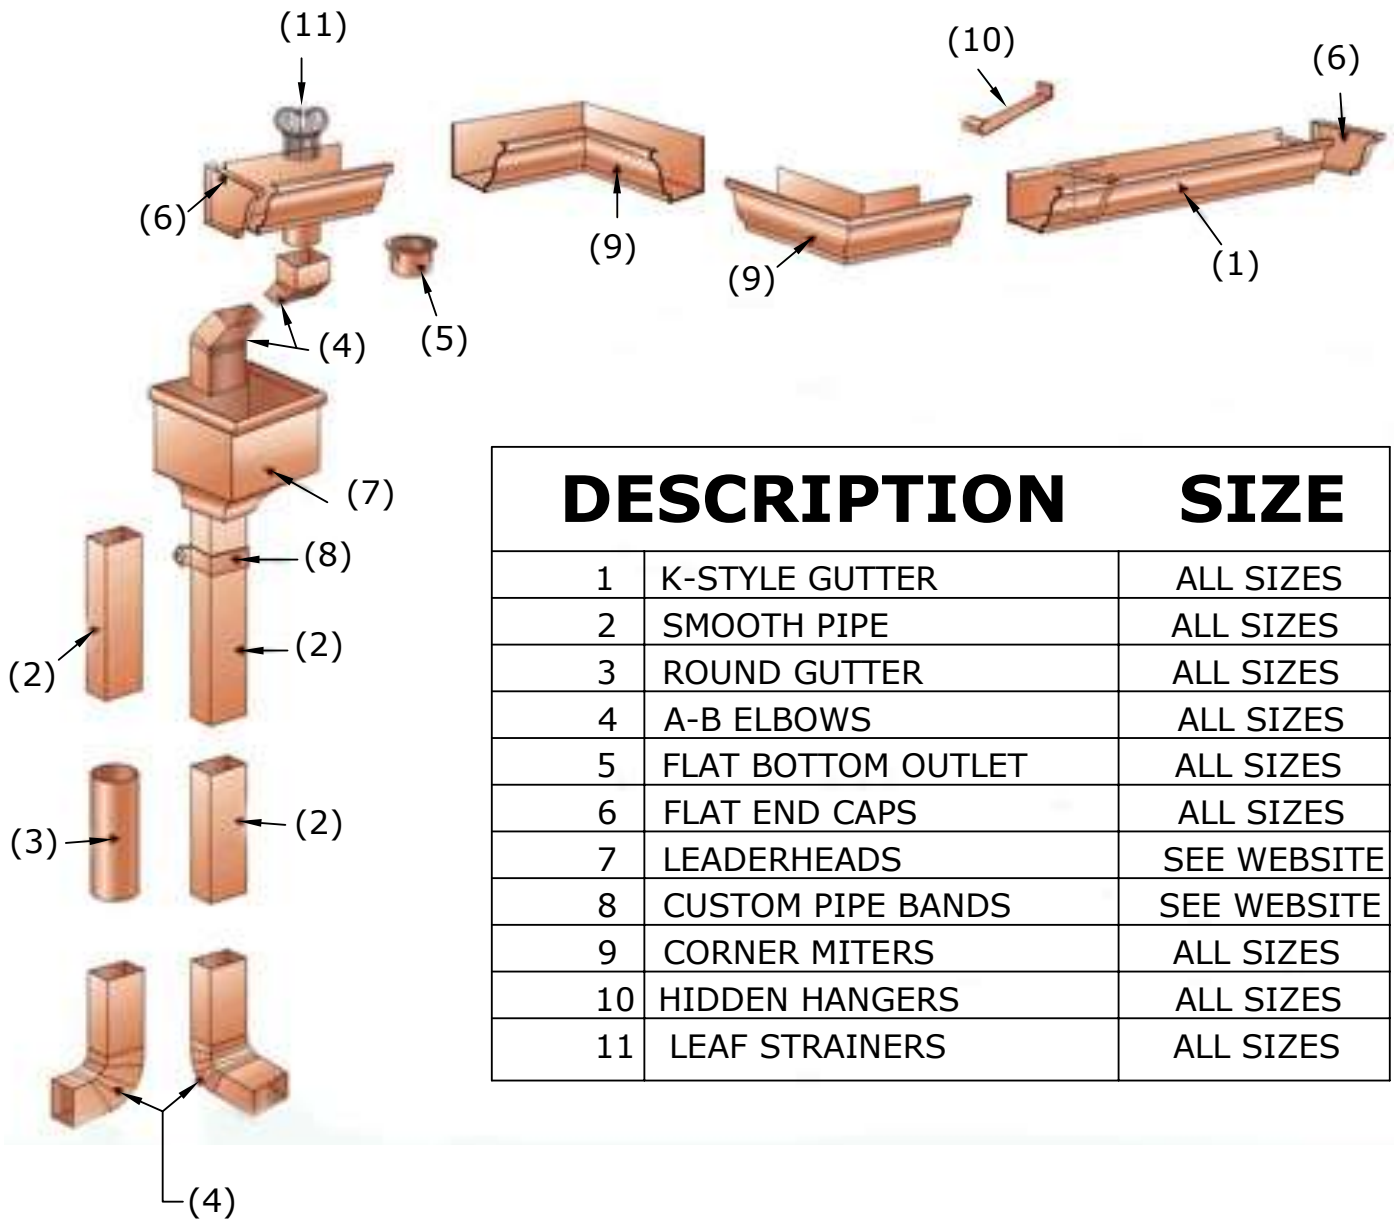 (11)
(10)
(6)
(6)
(9)
(9)
(1)
(5)
(4)
(7)
(8)
(2)
(2)
(3)
(2)
(4)
DESCRIPTION SIZE
1 K-STYLE GUTTER ALL SIZES
2 SMOOTH PIPE ALL SIZES
3 ROUND GUTTER ALL SIZES
4 A-B ELBOWS ALL SIZES
5 FLAT BOTTOM OUTLET ALL SIZES
6 FLAT END CAPS ALL SIZES
7 LEADERHEADS SEE WEBSITE
8 CUSTOM PIPE BANDS SEE WEBSITE
9 CORNER MITERS ALL SIZES
10 HIDDEN HANGERS ALL SIZES
11 LEAF STRAINERS ALL SIZES